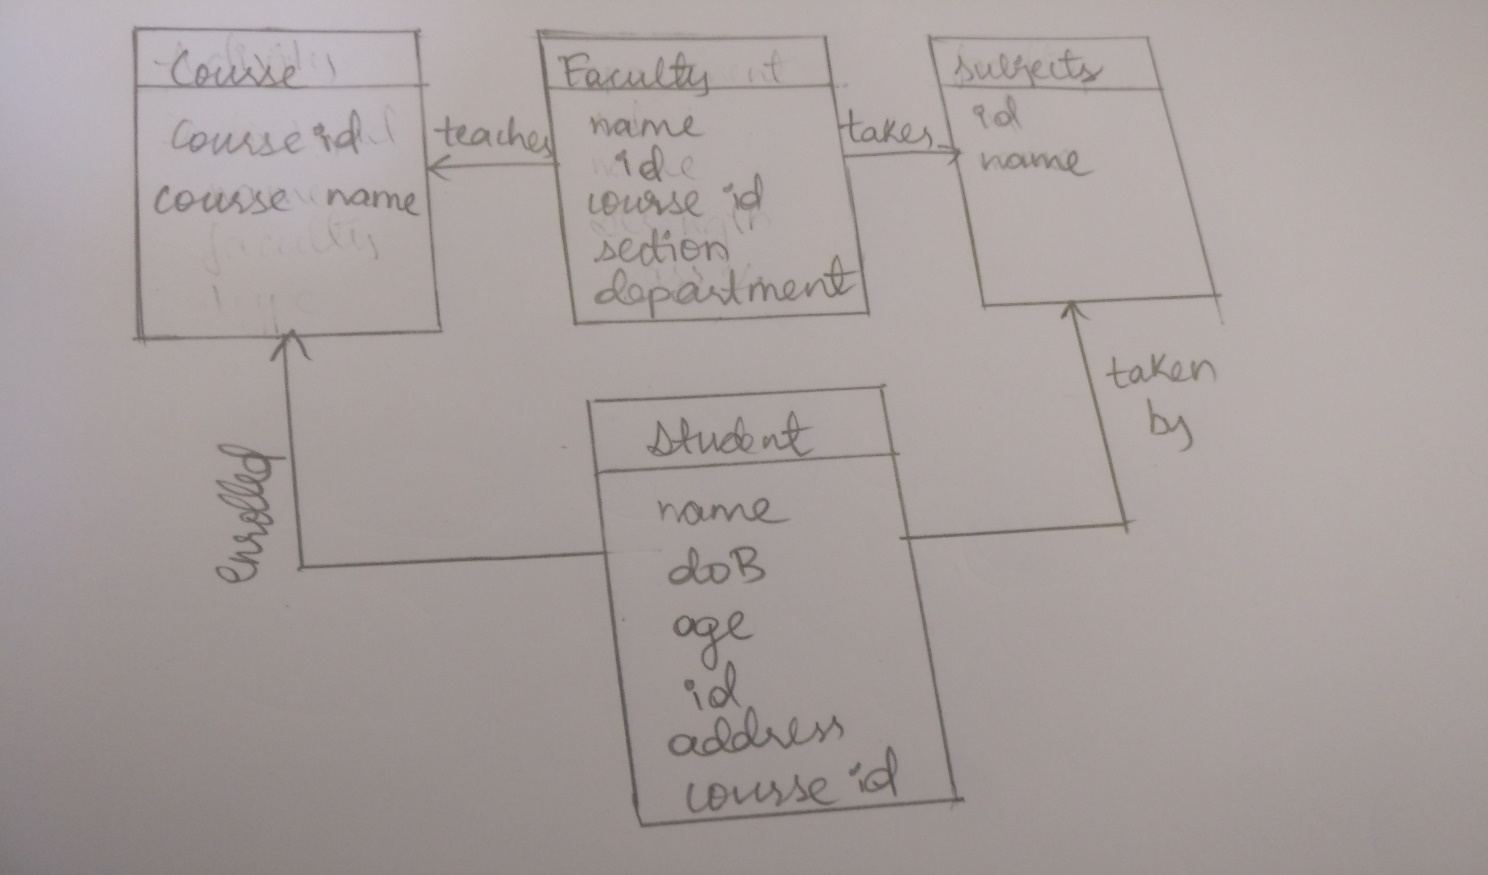 Course
Course id
course name
teaches
Faculty
name
id
course id
section
department
takes
subjects
id
name
enrolled
student
name
doB
age
id
address
course id
taken
by